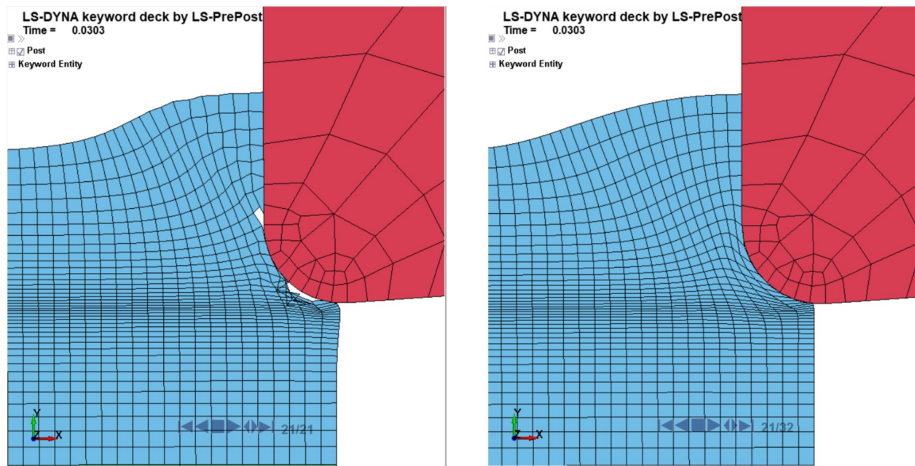 LS-DYNA keyword deck by LS-PrePost
Time = 0.0303
Post
Keyword Entity
Y
Z X
21/21
LS-DYNA keyword deck by LS-PrePost
Time = 0.0303
Post
Keyword Entity
Y
Z X
21/32